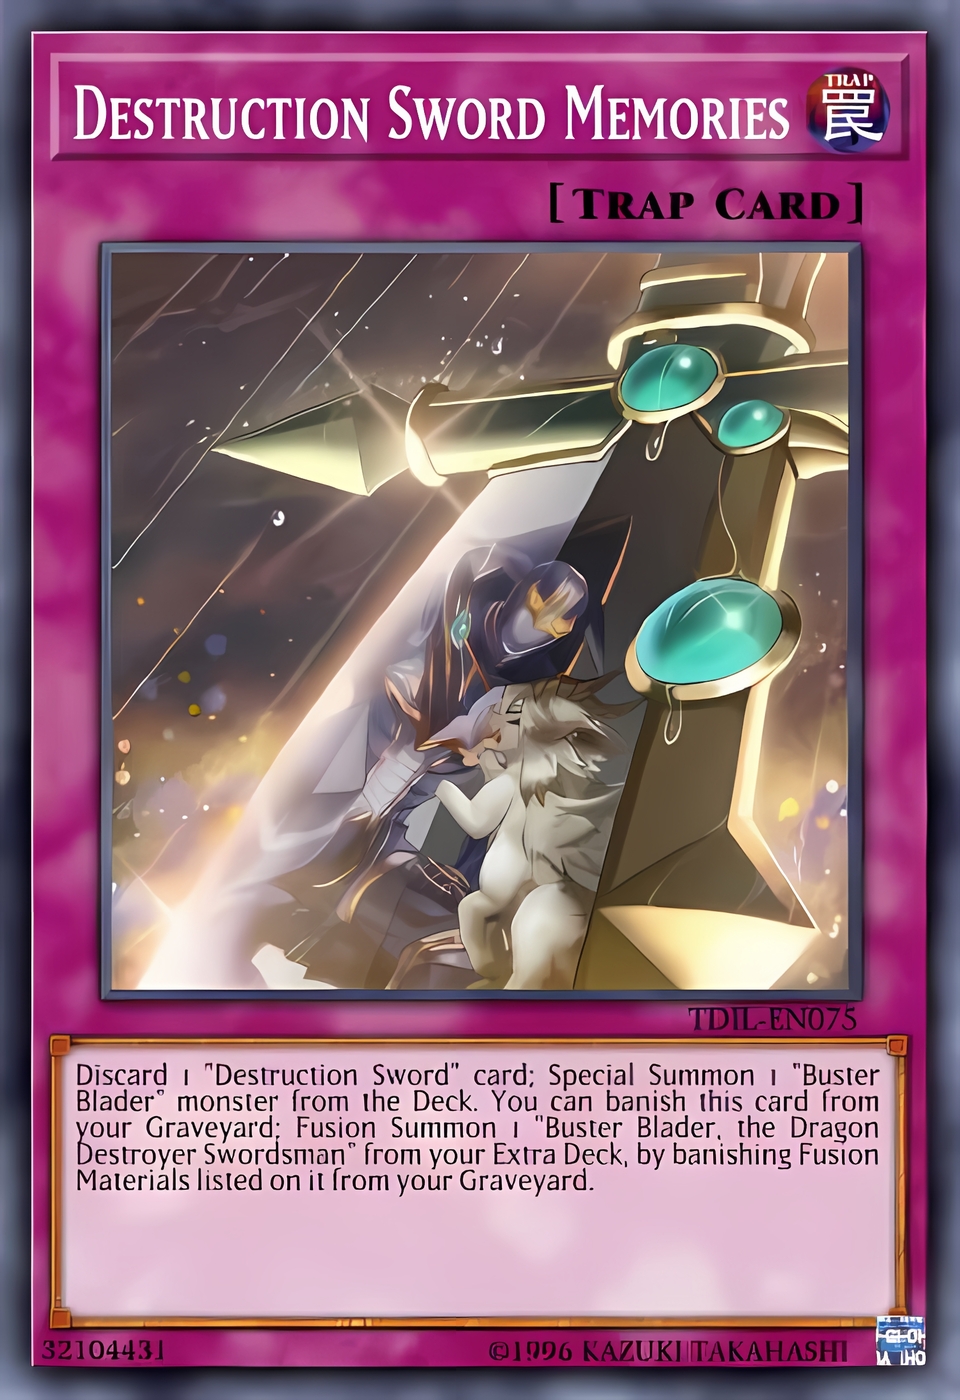 DESTRUCTION SWORD MEMORIES
TRAP
罠
[TRAP CARD]
TDIL-EN075
Discard 1 "Destruction Sword" card; Special Summon 1 "Buster
Blader" monster from the Deck. You can banish this card from
your Graveyard; Fusion Summon 1 "Buster Blader, the Dragon
Destroyer Swordsman" from your Extra Deck, by banishing Fusion
Materials listed on it from your Graveyard.
32104431
©1996 KAZUKI TAKAHASHI